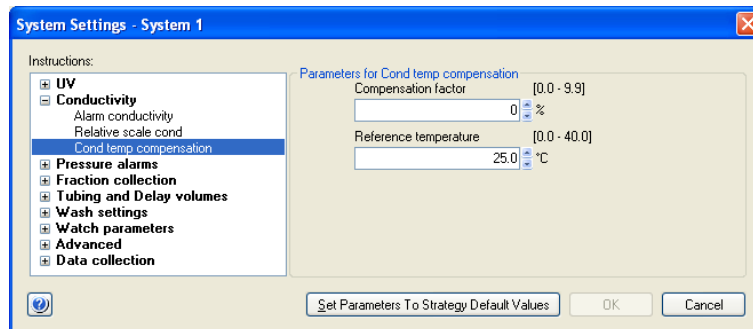 System Settings - System 1
Instructions:
UV
Conductivity
Alarm conductivity
Relative scale cond
Cond temp compensation
Pressure alarms
Fraction collection
Tubing and Delay volumes
Wash settings
Watch parameters
Advanced
Data collection
Parameters for Cond temp compensation
Compensation factor [0.0 - 9.9]
0 %
Reference temperature [0.0 - 40.0]
25.0 °C
Set Parameters To Strategy Default Values OK Cancel